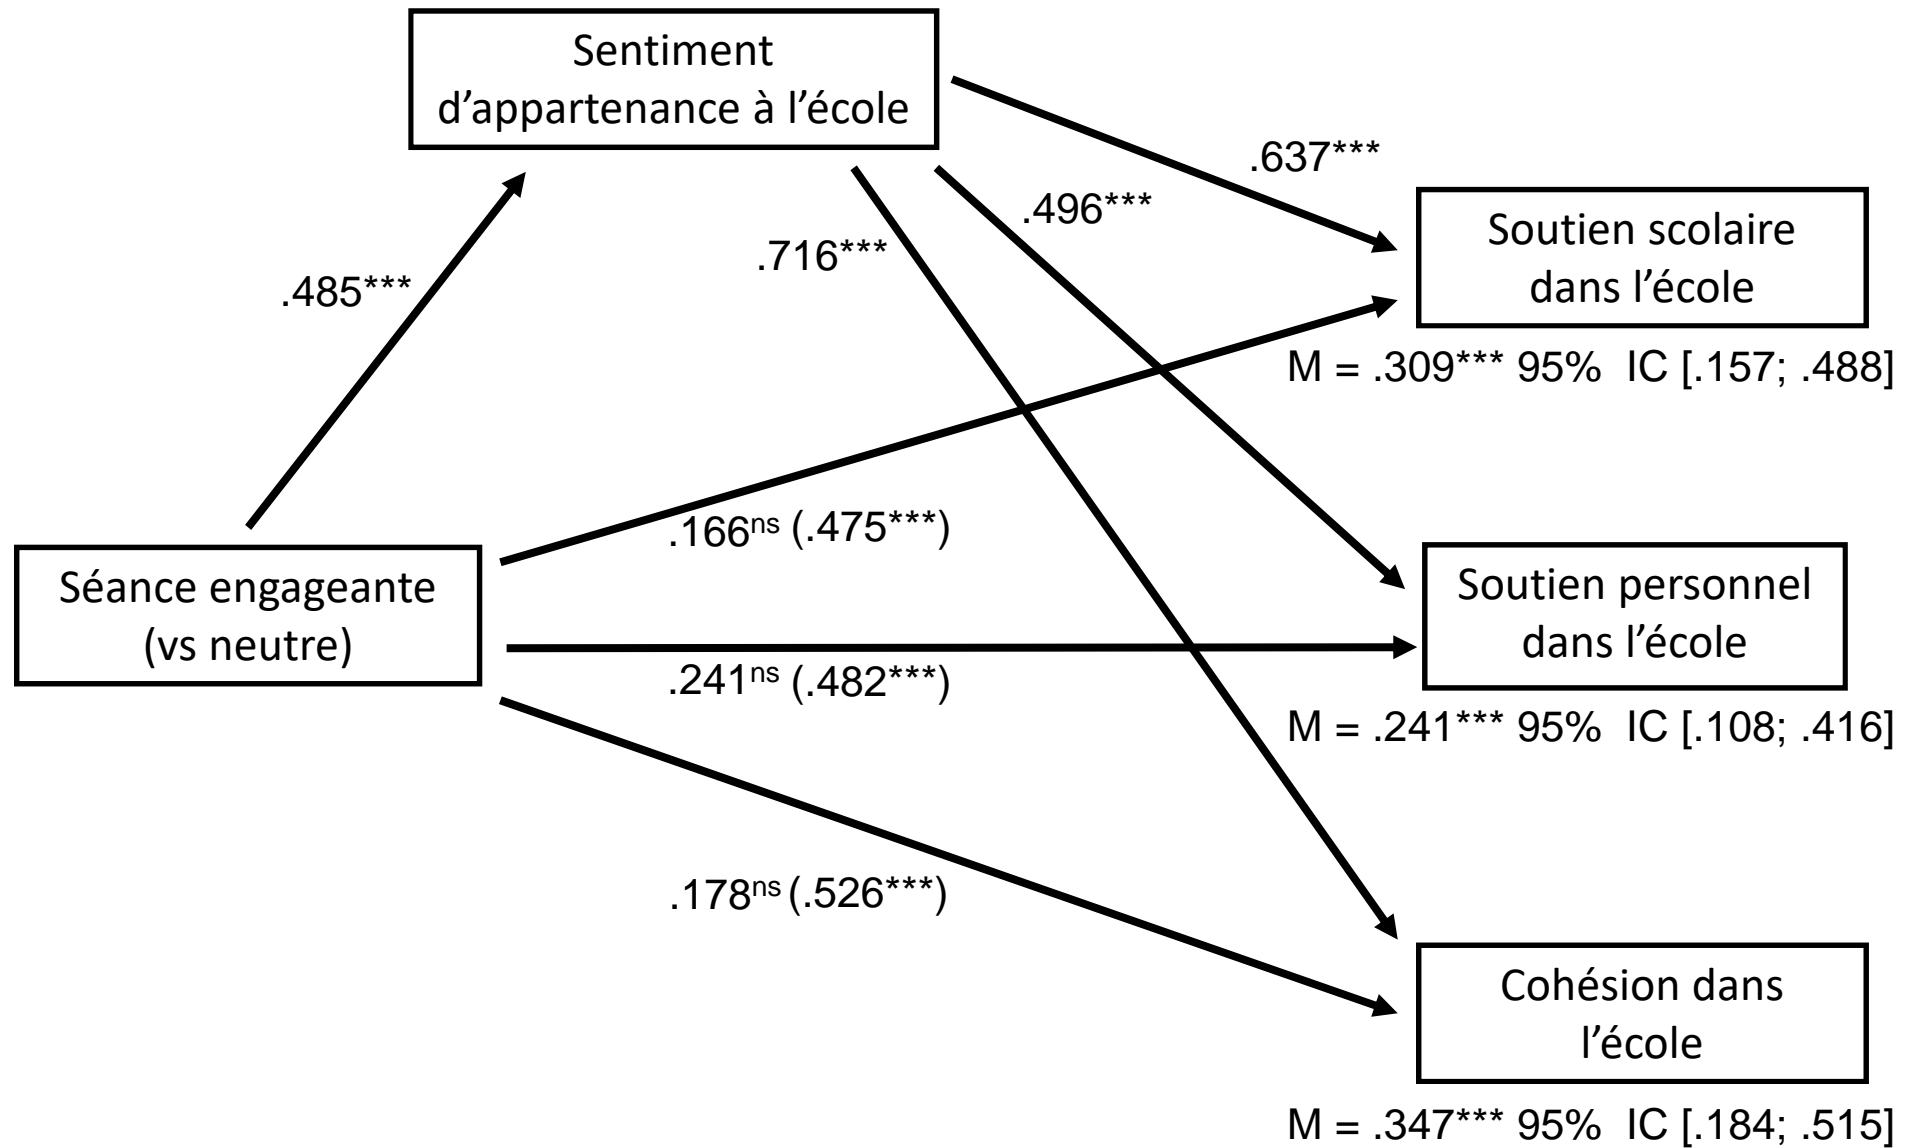 Sentiment
d’appartenance à l’école
.637***
.496***
.716***
.485***
Soutien scolaire
dans l’école
M = .309*** 95%  IC [.157; .488]
.166ns (.475***)
Séance engageante
(vs neutre)
Soutien personnel
dans l’école
.241ns (.482***)
M = .241*** 95%  IC [.108; .416]
.178ns (.526***)
Cohésion dans
l’école
M = .347*** 95%  IC [.184; .515]